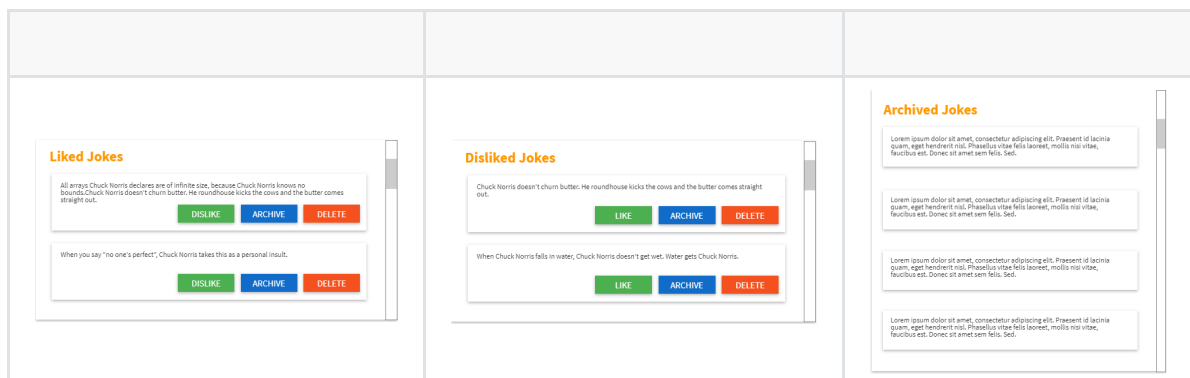 Liked Jokes
All arrays Chuck Norris declares are of infinite size, because Chuck Norris knows no
bounds.Chuck Norris doesn't churn butter. He roundhouse kicks the cows and the butter comes
straight out.
DISLIKE ARCHIVE DELETE
When you say "no one's perfect", Chuck Norris takes this as a personal insult.
DISLIKE ARCHIVE DELETE
Disliked Jokes
Chuck Norris doesn't churn butter. He roundhouse kicks the cows and the butter comes straight
out.
LIKE ARCHIVE DELETE
When Chuck Norris falls in water, Chuck Norris doesn't get wet. Water gets Chuck Norris.
LIKE ARCHIVE DELETE
Archived Jokes
Lorem ipsum dolor sit amet, consectetur adipiscing elit. Praesent id lacinia
quam, eget hendrerit nisl. Phasellus vitae felis laoreet, mollis nisi vitae,
faucibus est. Donec sit amet sem felis. Sed.
Lorem ipsum dolor sit amet, consectetur adipiscing elit. Praesent id lacinia
quam, eget hendrerit nisl. Phasellus vitae felis laoreet, mollis nisi vitae,
faucibus est. Donec sit amet sem felis. Sed.
Lorem ipsum dolor sit amet, consectetur adipiscing elit. Praesent id lacinia
quam, eget hendrerit nisl. Phasellus vitae felis laoreet, mollis nisi vitae,
faucibus est. Donec sit amet sem felis. Sed.
Lorem ipsum dolor sit amet, consectetur adipiscing elit. Praesent id lacinia
quam, eget hendrerit nisl. Phasellus vitae felis laoreet, mollis nisi vitae,
faucibus est. Donec sit amet sem felis. Sed.